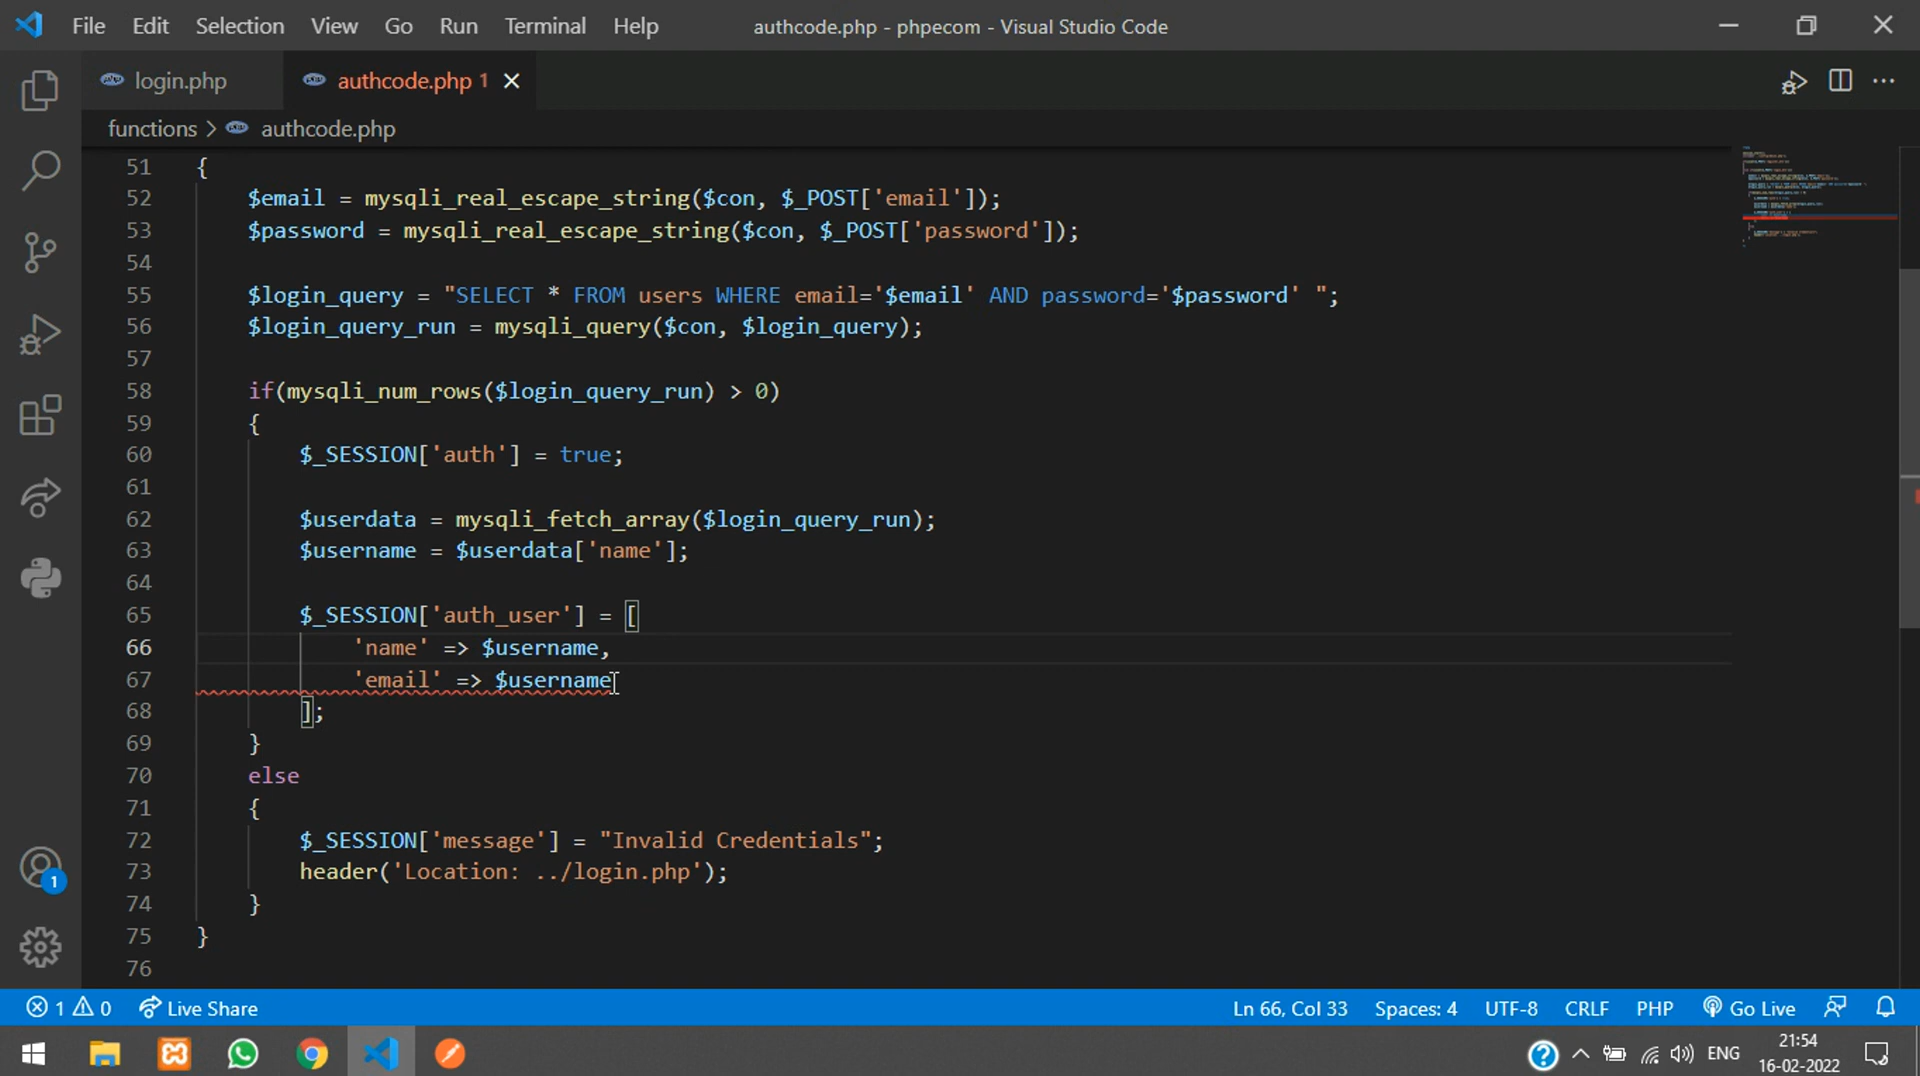 File Edit Selection View Go Run Terminal Help authcode.php - phpecom - Visual Studio Code
login.php authcode.php 1
functions > authcode.php
51 {
52 $email = mysqli_real_escape_string($con, $_POST['email']);
53 $password = mysqli_real_escape_string($con, $_POST['password']);
54
55 $login_query = "SELECT * FROM users WHERE email='$email' AND password='$password' ";
56 $login_query_run = mysqli_query($con, $login_query);
57
58 if(mysqli_num_rows($login_query_run) > 0)
59 {
60 $_SESSION['auth'] = true;
61
62 $userdata = mysqli_fetch_array($login_query_run);
63 $username = $userdata['name'];
64
65 $_SESSION['auth_user'] = [
66 'name' => $username,
67 'email' => $username
68 ];
69 }
70 else
71 {
72 $_SESSION['message'] = "Invalid Credentials";
73 header('Location: ../login.php');
74 }
75 }
76
1
1 0 Live Share Ln 66, Col 33 Spaces: 4 UTF-8 CRLF PHP Go Live
ENG 21:54
16-02-2022